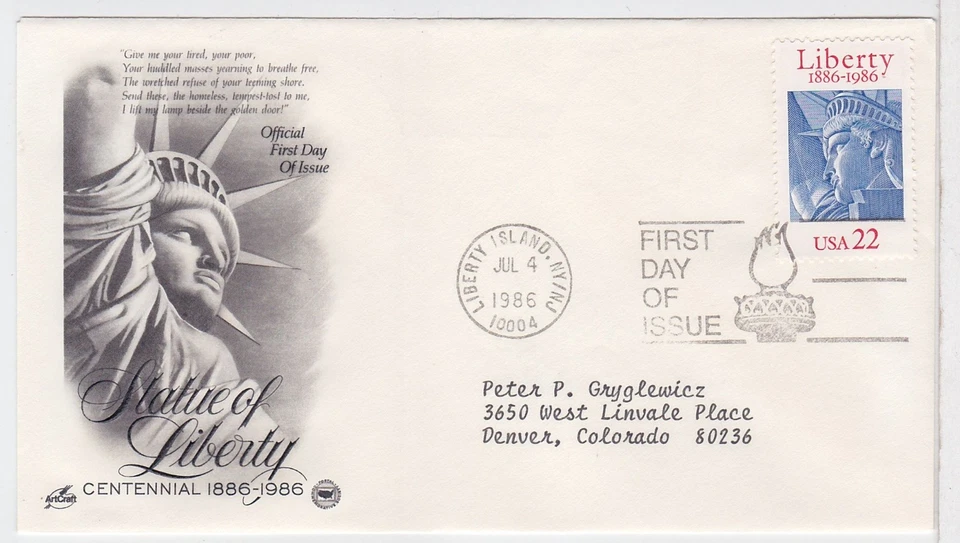 "Give me your tired, your poor,
Your huddled masses yearning to breathe free,
The wretched refuse of your teeming shore.
Send these, the homeless, tempest-tost to me,
I lift my lamp beside the golden door!"
Official
First Day
Of Issue
Statue of
Liberty
CENTENNIAL 1886-1986
ArtCraft
Liberty
1886-1986
USA 22
LIBERTY ISLAND, NY/NJ
JUL 4
1986
10004
FIRST
DAY
OF
ISSUE
Peter P. Gryglewicz
3650 West Linvale Place
Denver, Colorado 80236